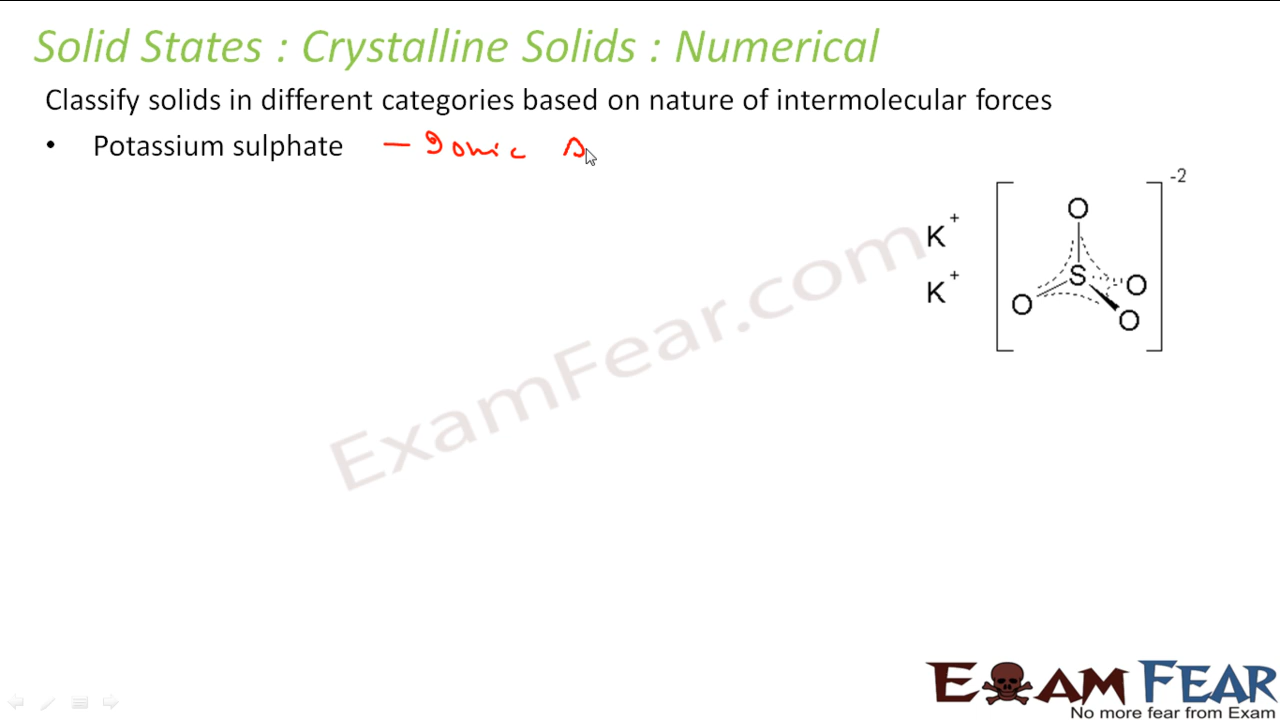 Solid States : Crystalline Solids : Numerical
Classify solids in different categories based on nature of intermolecular forces
• Potassium sulphate — Ionic s
-2
O
K+
S
K+
O
O
O
ExamFear.com
EXAMFEAR
No more fear from Exam